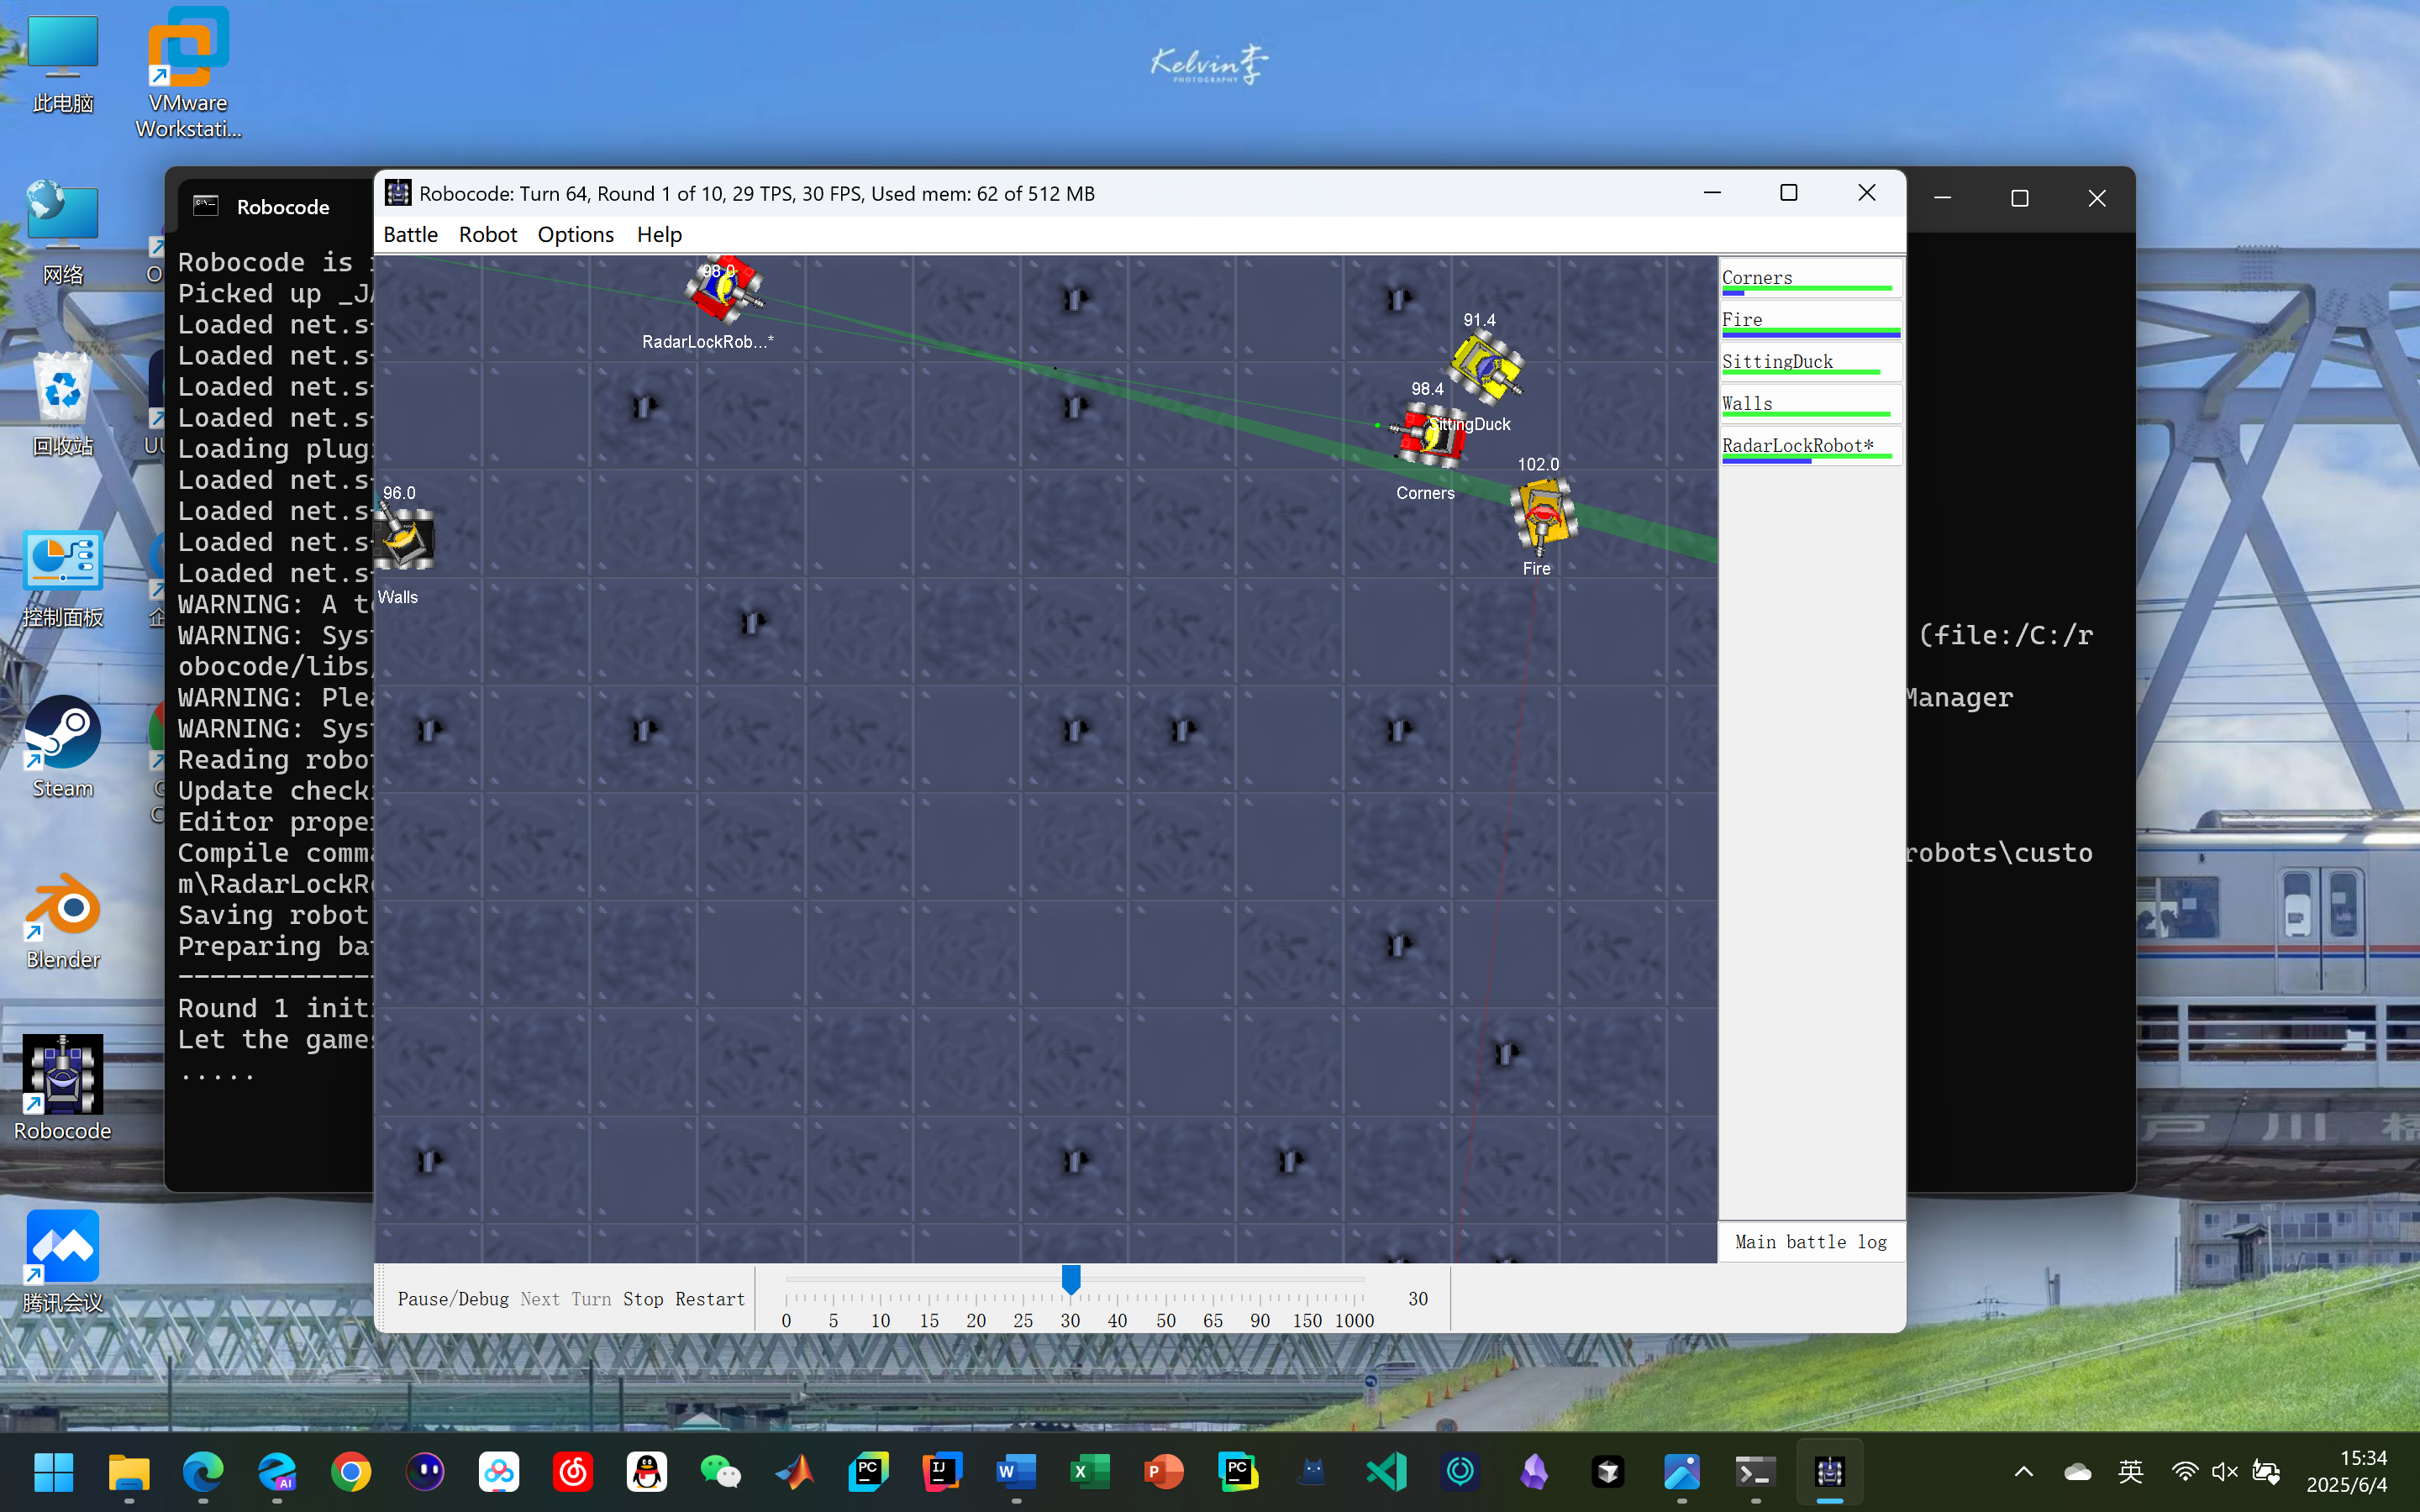 Kelvin李
PHOTOGRAPHY
此电脑
VMware
Workstati...
网络
回收站
控制面板
Steam
Blender
Robocode
腾讯会议
Robocode
Robocode is
Picked up _J
Loaded net.s
Loaded net.s
Loaded net.s
Loaded net.s
Loading plug
Loaded net.s
Loaded net.s
Loaded net.s
Loaded net.s
WARNING: A t
WARNING: Sys
(file:/C:/r
obocode/libs
WARNING: Ple
Manager
WARNING: Sys
Reading robo
Update check
Editor prope
Compile comm
robots\custo
m\RadarLockR
Saving robot
Preparing ba
Round 1 init
Let the game
.....
Robocode: Turn 64, Round 1 of 10, 29 TPS, 30 FPS, Used mem: 62 of 512 MB
Battle Robot Options Help
98.0
RadarLockRob...*
91.4
SittingDuck
98.4
Corners
102.0
Fire
96.0
Walls
Corners
Fire
SittingDuck
Walls
RadarLockRobot*
Main battle log
Pause/Debug Next Turn Stop Restart
30
0 5 10 15 20 25 30 40 50 65 90 150 1000
英
15:34
2025/6/4